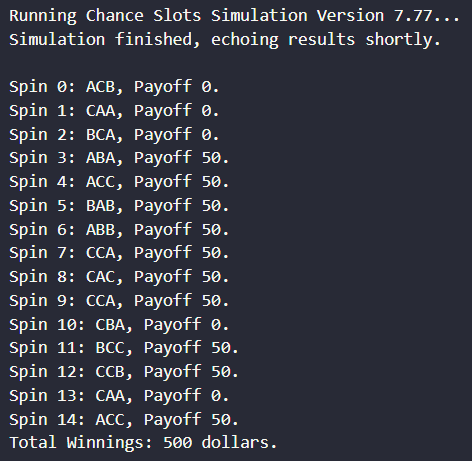 Running Chance Slots Simulation Version 7.77...
Simulation finished, echoing results shortly.

Spin 0: ACB, Payoff 0.
Spin 1: CAA, Payoff 0.
Spin 2: BCA, Payoff 0.
Spin 3: ABA, Payoff 50.
Spin 4: ACC, Payoff 50.
Spin 5: BAB, Payoff 50.
Spin 6: ABB, Payoff 50.
Spin 7: CCA, Payoff 50.
Spin 8: CAC, Payoff 50.
Spin 9: CCA, Payoff 50.
Spin 10: CBA, Payoff 0.
Spin 11: BCC, Payoff 50.
Spin 12: CCB, Payoff 50.
Spin 13: CAA, Payoff 0.
Spin 14: ACC, Payoff 50.
Total Winnings: 500 dollars.